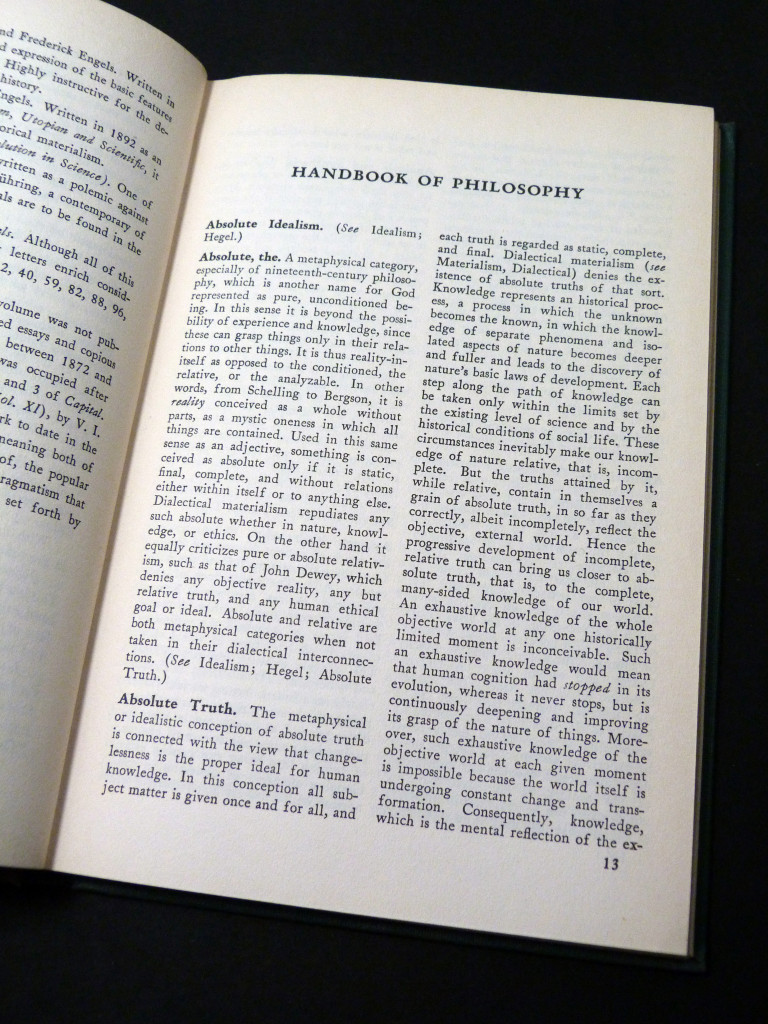 nd Frederick Engels. Written in
d expression of the basic features
Highly instructive for the de-
history.
Engels. Written in 1892 as an
m, Utopian and Scientific, it
orical materialism.
olution in Science). One of
written as a polemic against
ühring, a contemporary of
als are to be found in the
ls. Although all of this
letters enrich consid-
2, 40, 59, 82, 88, 96,
volume was not pub-
ed essays and copious
between 1872 and
was occupied after
and 3 of Capital.
ol. XI), by V. I.
rk to date in the
meaning both of
of, the popular
ragmatism that
set forth by
HANDBOOK OF PHILOSOPHY
Absolute Idealism. (See Idealism;
Hegel.)
Absolute, the. A metaphysical category,
especially of nineteenth-century philoso-
phy, which is another name for God
represented as pure, unconditioned be-
ing. In this sense it is beyond the possi-
bility of experience and knowledge, since
these can grasp things only in their rela-
tions to other things. It is thus reality-in-
itself as opposed to the conditioned, the
relative, or the analyzable. In other
words, from Schelling to Bergson, it is
reality conceived as a whole without
parts, as a mystic oneness in which all
things are contained. Used in this same
sense as an adjective, something is con-
ceived as absolute only if it is static,
final, complete, and without relations
either within itself or to anything else.
Dialectical materialism repudiates any
such absolute whether in nature, knowl-
edge, or ethics. On the other hand it
equally criticizes pure or absolute relativ-
ism, such as that of John Dewey, which
denies any objective reality, any but
relative truth, and any human ethical
goal or ideal. Absolute and relative are
both metaphysical categories when not
taken in their dialectical interconnec-
tions. (See Idealism; Hegel; Absolute
Truth.)
Absolute Truth. The metaphysical
or idealistic conception of absolute truth
is connected with the view that change-
lessness is the proper ideal for human
knowledge. In this conception all sub-
ject matter is given once and for all, and
each truth is regarded as static, complete,
and final. Dialectical materialism (see
Materialism, Dialectical) denies the ex-
istence of absolute truths of that sort.
Knowledge represents an historical proc-
ess, a process in which the unknown
becomes the known, in which the knowl-
edge of separate phenomena and iso-
lated aspects of nature becomes deeper
and fuller and leads to the discovery of
nature's basic laws of development. Each
step along the path of knowledge can
be taken only within the limits set by
the existing level of science and by the
historical conditions of social life. These
circumstances inevitably make our knowl-
edge of nature relative, that is, incom-
plete. But the truths attained by it,
while relative, contain in themselves a
grain of absolute truth, in so far as they
correctly, albeit incompletely, reflect the
objective, external world. Hence the
progressive development of incomplete,
relative truth can bring us closer to ab-
solute truth, that is, to the complete,
many-sided knowledge of our world.
An exhaustive knowledge of the whole
objective world at any one historically
limited moment is inconceivable. Such
an exhaustive knowledge would mean
that human cognition had stopped in its
evolution, whereas it never stops, but is
continuously deepening and improving
its grasp of the nature of things. More-
over, such exhaustive knowledge of the
objective world at each given moment
is impossible because the world itself is
undergoing constant change and trans-
formation. Consequently, knowledge,
which is the mental reflection of the ex-
13